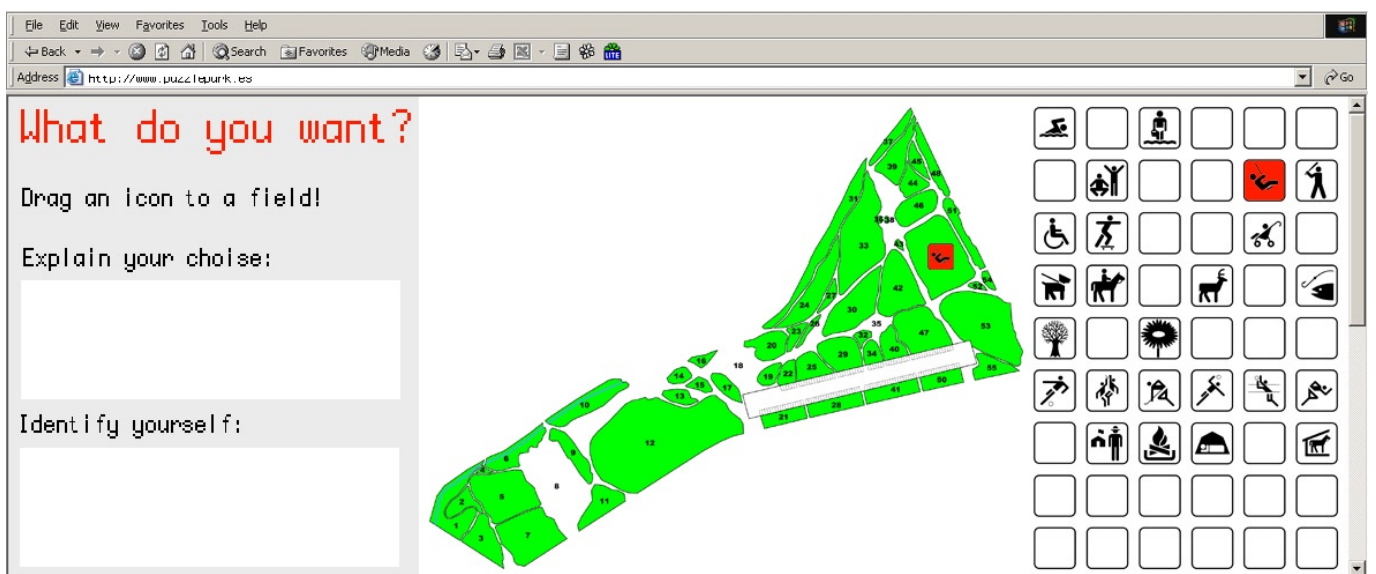 File Edit View Favorites Tools Help
Back Search Favorites Media LITE
Address Go
What do you want?
Drag an icon to a field!
Explain your choise:
Identify yourself:
37
39 45
48
44
31 46
51
38
33 43
54
52
27 42
24 30
53
26 35
23 32 47
20
29 34 40
16 18
25
19 22 55
14 15 17
13 50
41
10 28
21
12
9
6
4
8
5
2 11
1
3 7